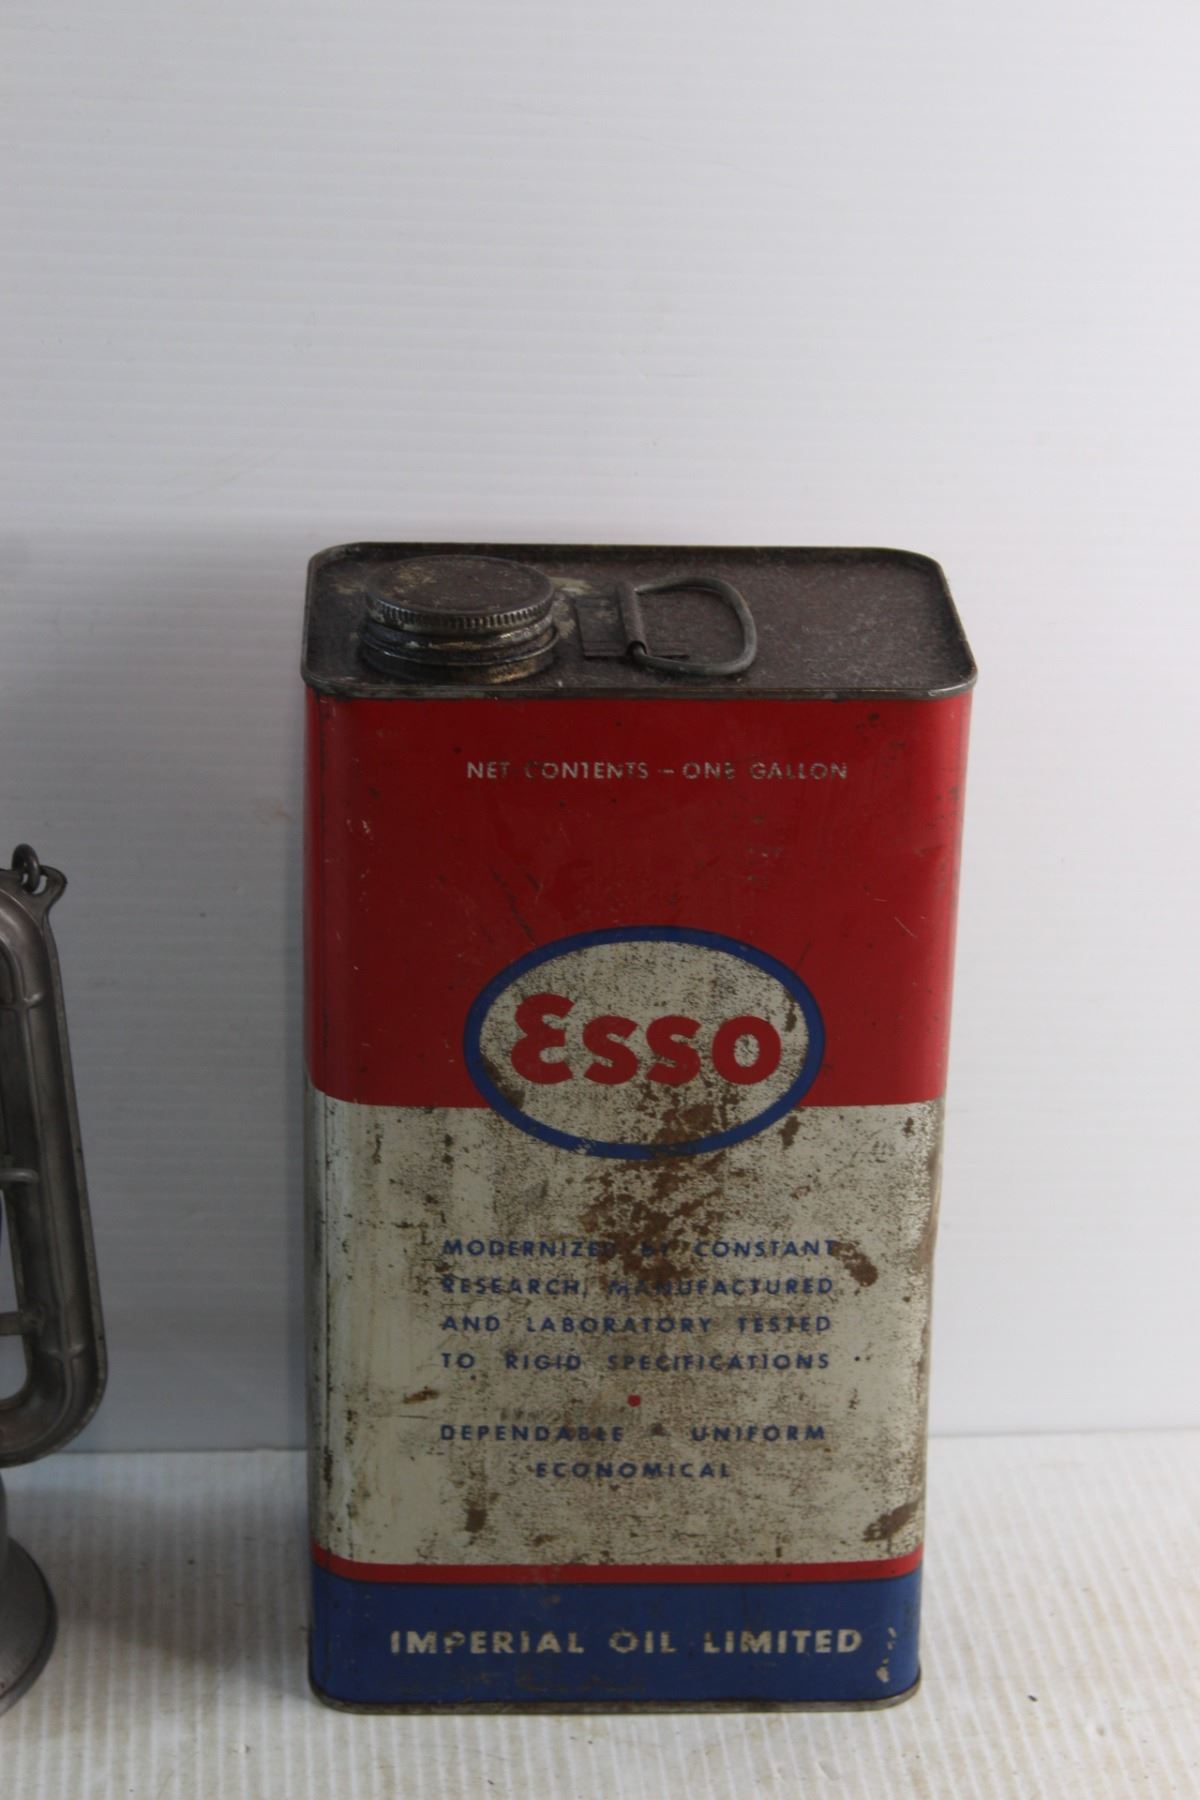 NET CONTENTS – ONE GALLON
Esso
MODERNIZED BY CONSTANT
RESEARCH, MANUFACTURED
AND LABORATORY TESTED
TO RIGID SPECIFICATIONS
DEPENDABLE • UNIFORM
ECONOMICAL
IMPERIAL OIL LIMITED